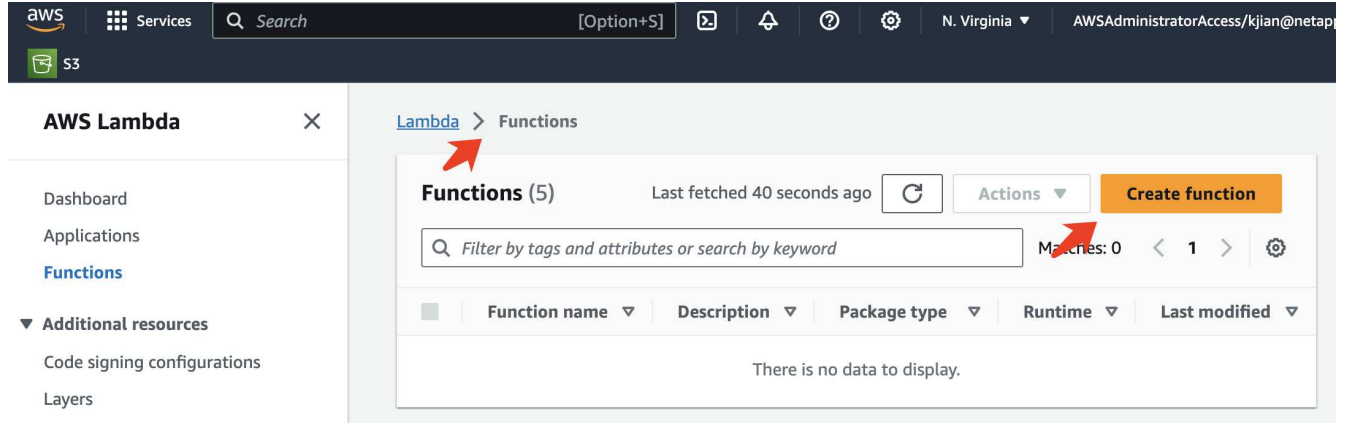 aws Services Search [Option+S] N. Virginia AWSAdministratorAccess/kjian@netap
S3
AWS Lambda
Lambda > Functions
Functions (5) Last fetched 40 seconds ago Actions Create function
Dashboard
Applications
Filter by tags and attributes or search by keyword Matches: 0 < 1 >
Functions
Function name Description Package type Runtime Last modified
Additional resources
Code signing configurations
There is no data to display.
Layers